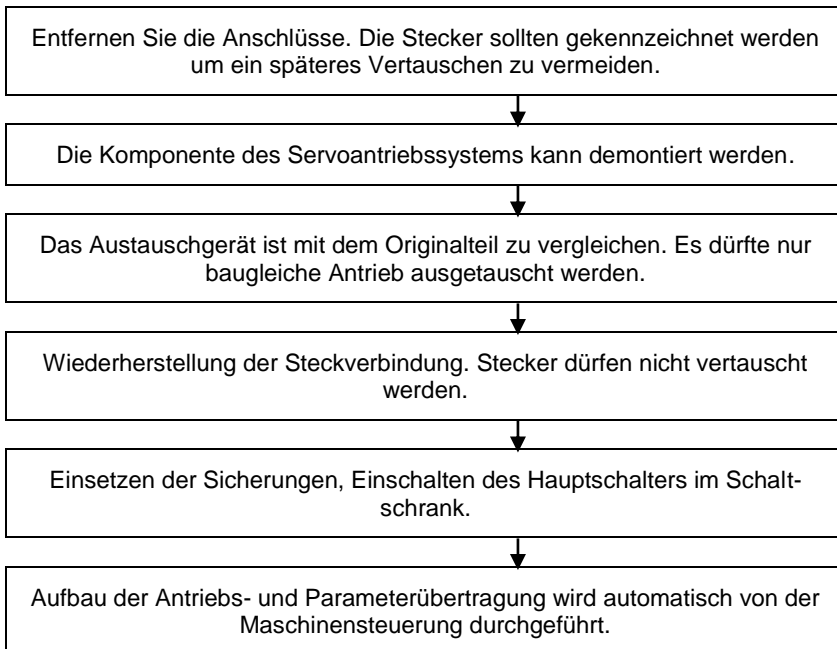 Entfernen Sie die Anschlüsse. Die Stecker sollten gekennzeichnet werden
um ein späteres Vertauschen zu vermeiden.
Die Komponente des Servoantriebssystems kann demontiert werden.
Das Austauschgerät ist mit dem Originalteil zu vergleichen. Es dürfte nur
baugleiche Antrieb ausgetauscht werden.
Wiederherstellung der Steckverbindung. Stecker dürfen nicht vertauscht
werden.
Einsetzen der Sicherungen, Einschalten des Hauptschalters im Schalt-
schrank.
Aufbau der Antriebs- und Parameterübertragung wird automatisch von der
Maschinensteuerung durchgeführt.